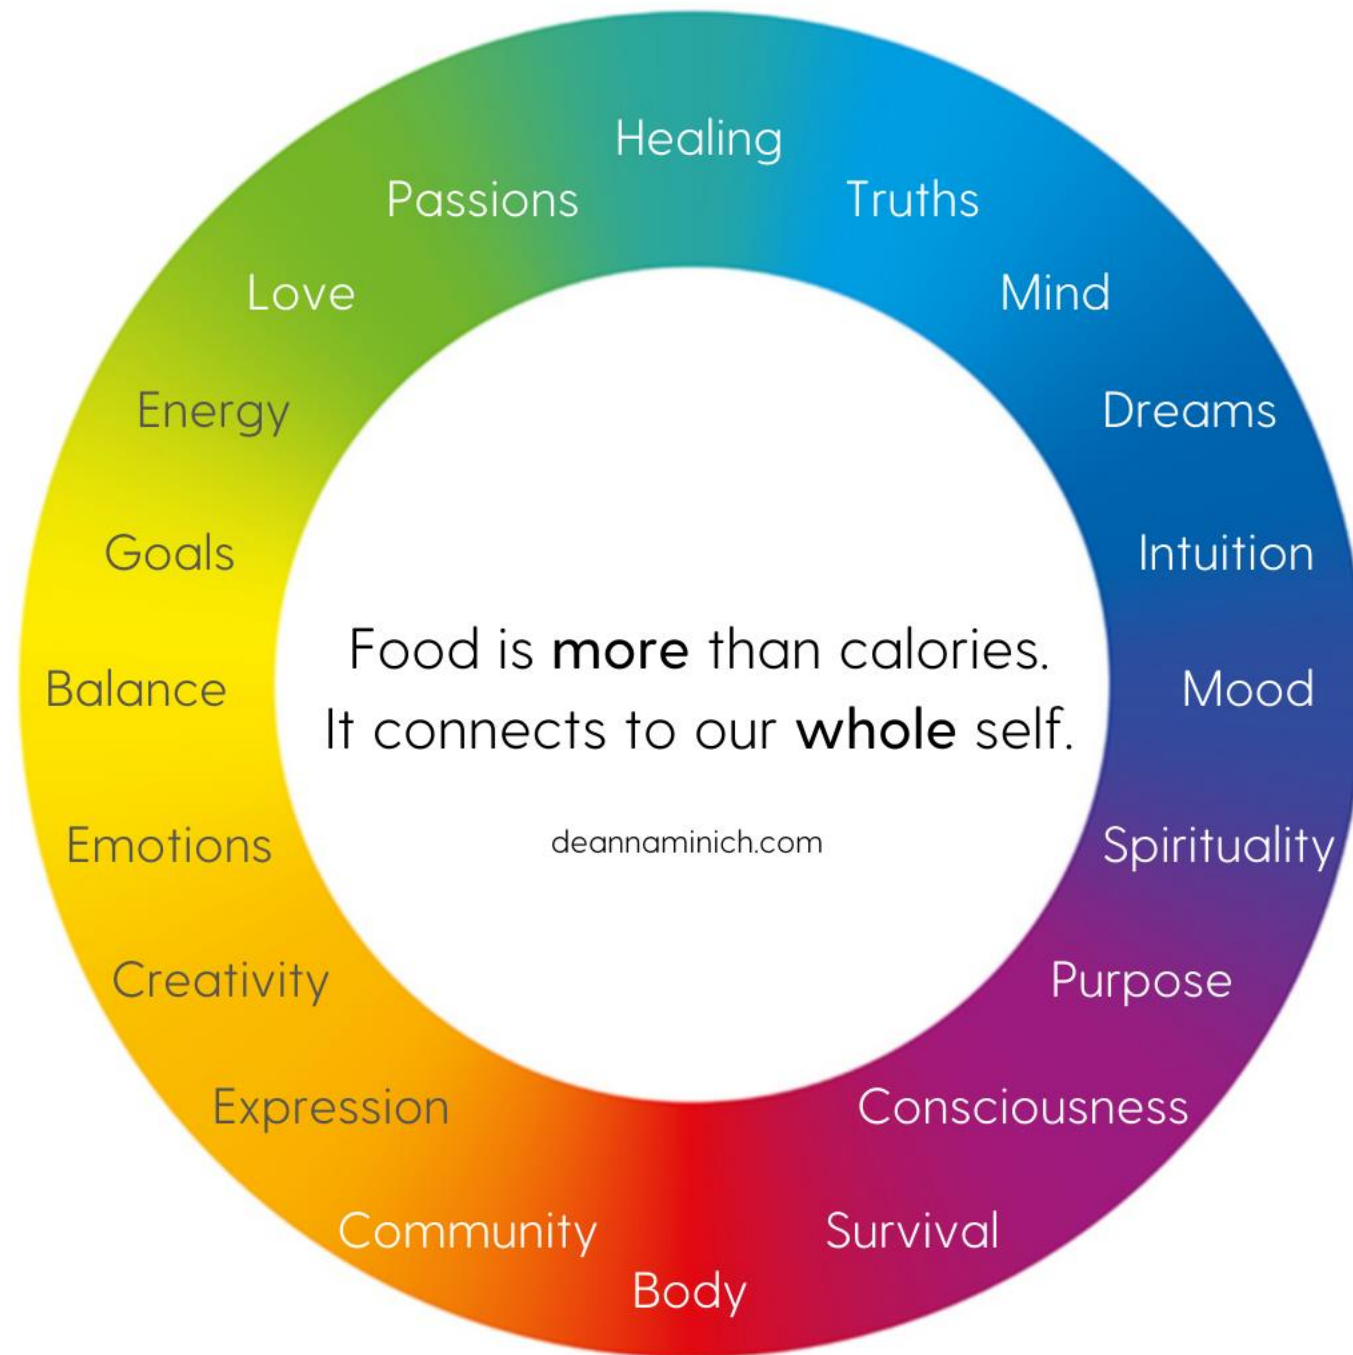 Healing
Truths
Mind
Dreams
Intuition
Mood
Spirituality
Purpose
Consciousness
Survival
Body
Community
Expression
Creativity
Emotions
Balance
Goals
Energy
Love
Passions
Food is more than calories.
It connects to our whole self.
deannaminich.com